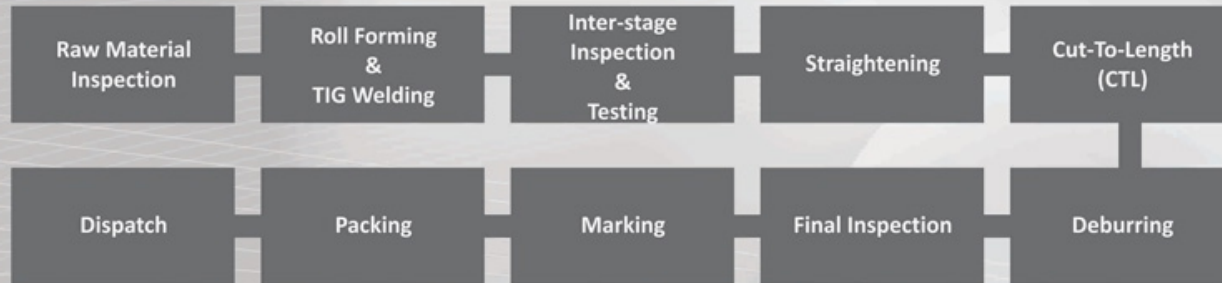 Raw Material
Inspection
Roll Forming
&
TIG Welding
Inter-stage
Inspection
&
Testing
Straightening
Cut-To-Length
(CTL)
Deburring
Final Inspection
Marking
Packing
Dispatch